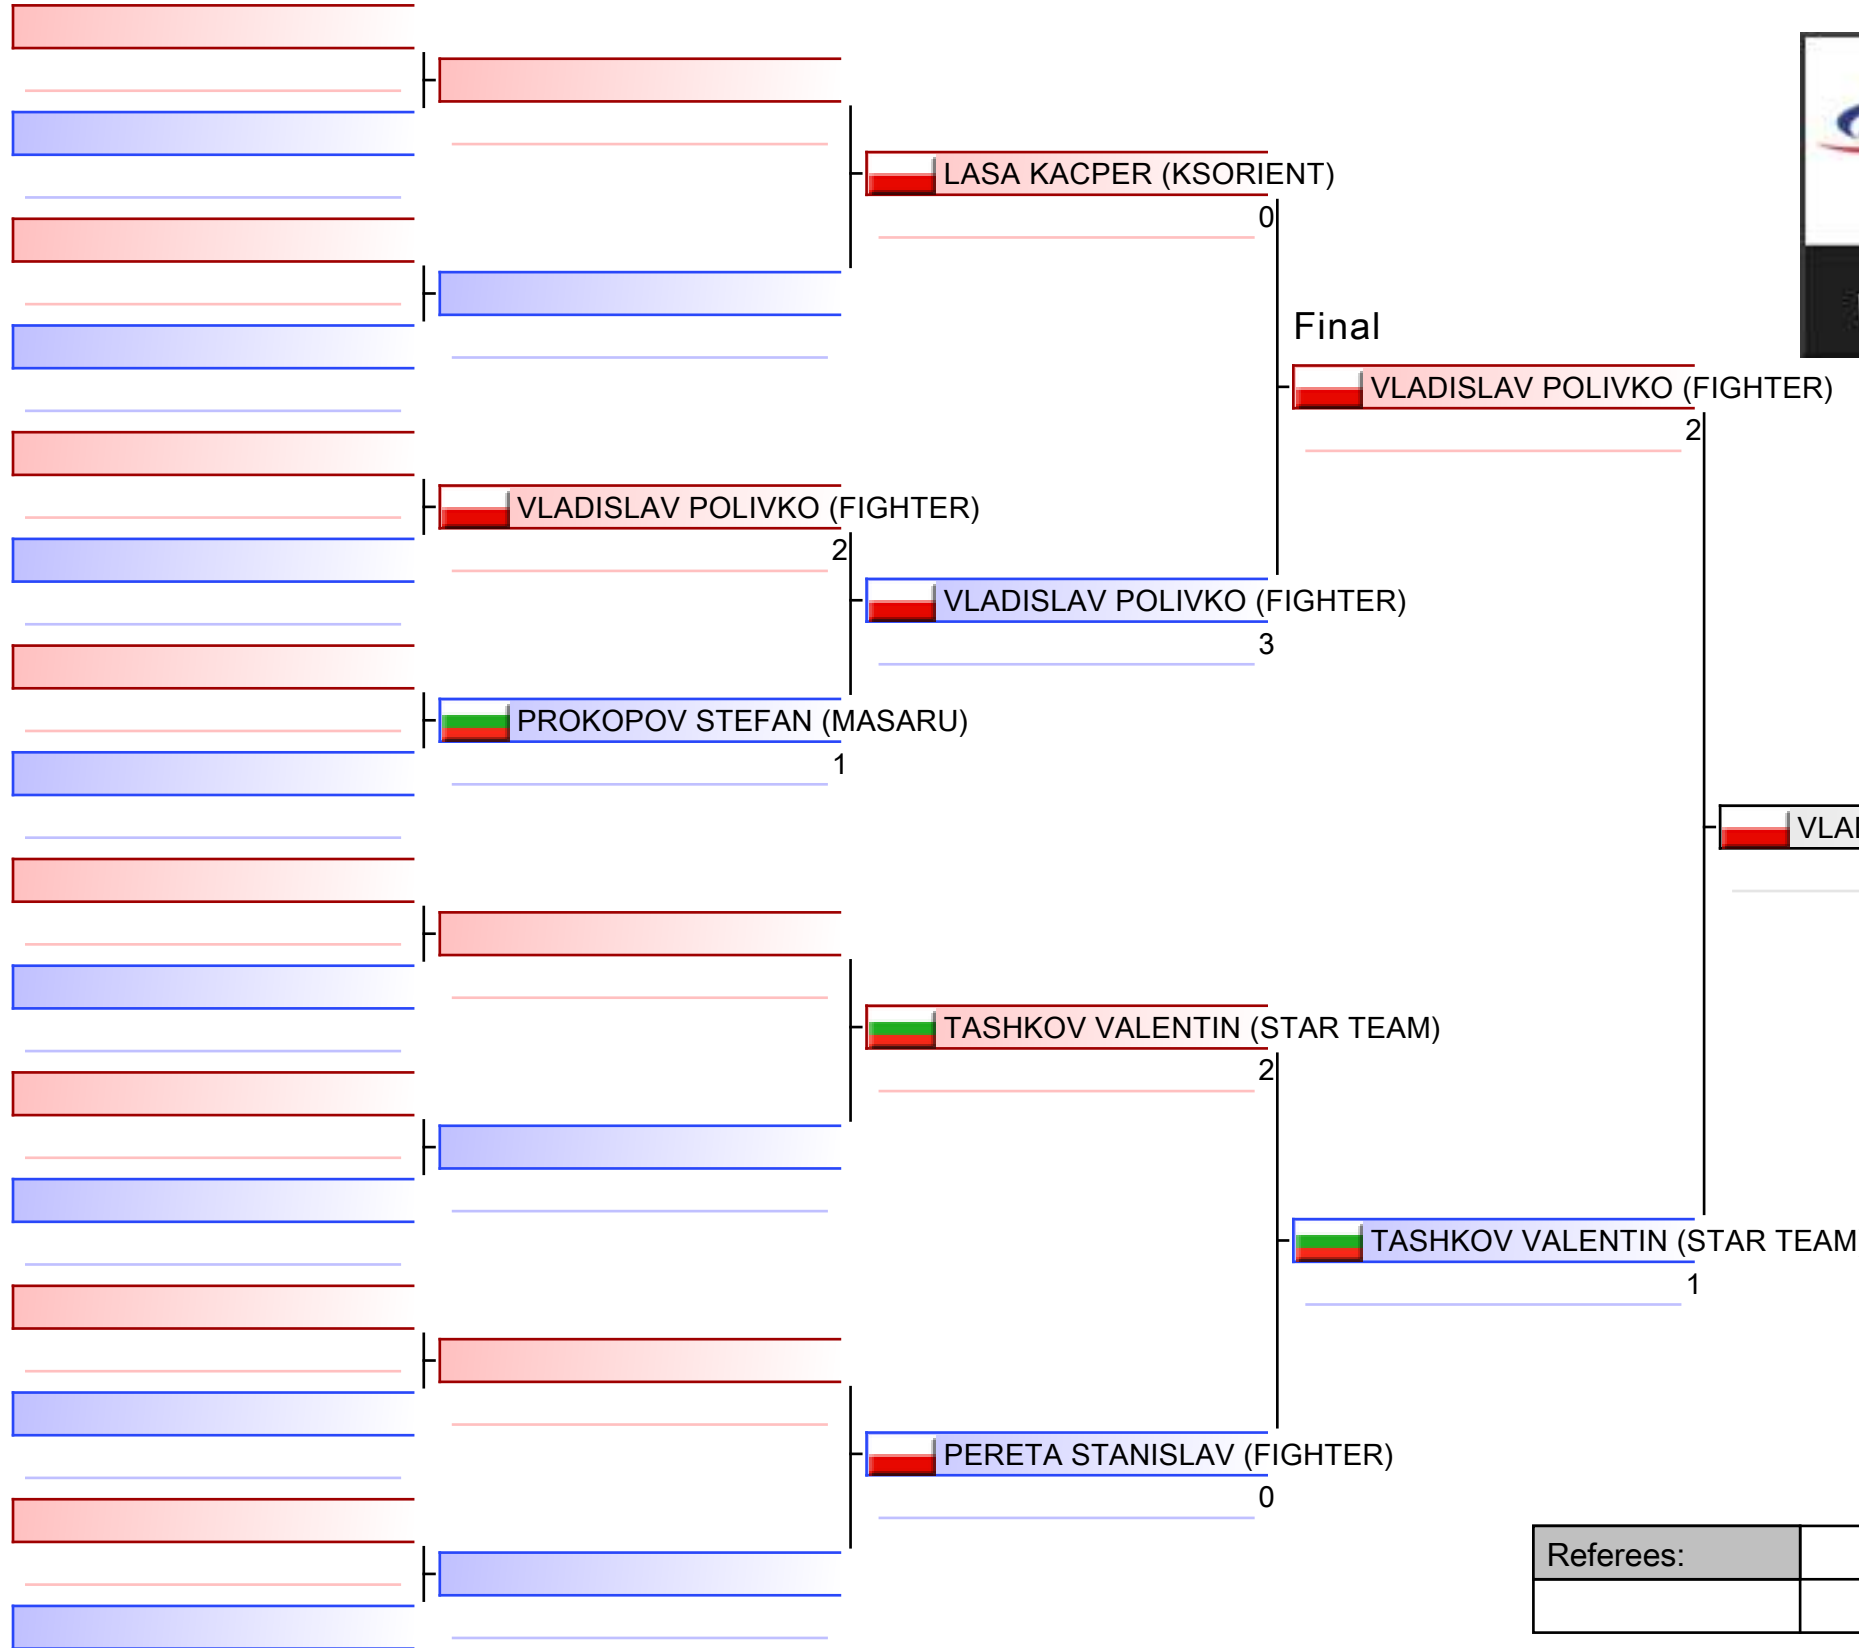 LASA KACPER (KSORIENT)
0
Final
VLADISLAV POLIVKO (FIGHTER)
2
VLADISLAV POLIVKO (FIGHTER)
2
VLADISLAV POLIVKO (FIGHTER)
3
PROKOPOV STEFAN (MASARU)
1
TASHKOV VALENTIN (STAR TEAM)
2
TASHKOV VALENTIN (STAR TEAM
1
PERETA STANISLAV (FIGHTER)
0
Referees: